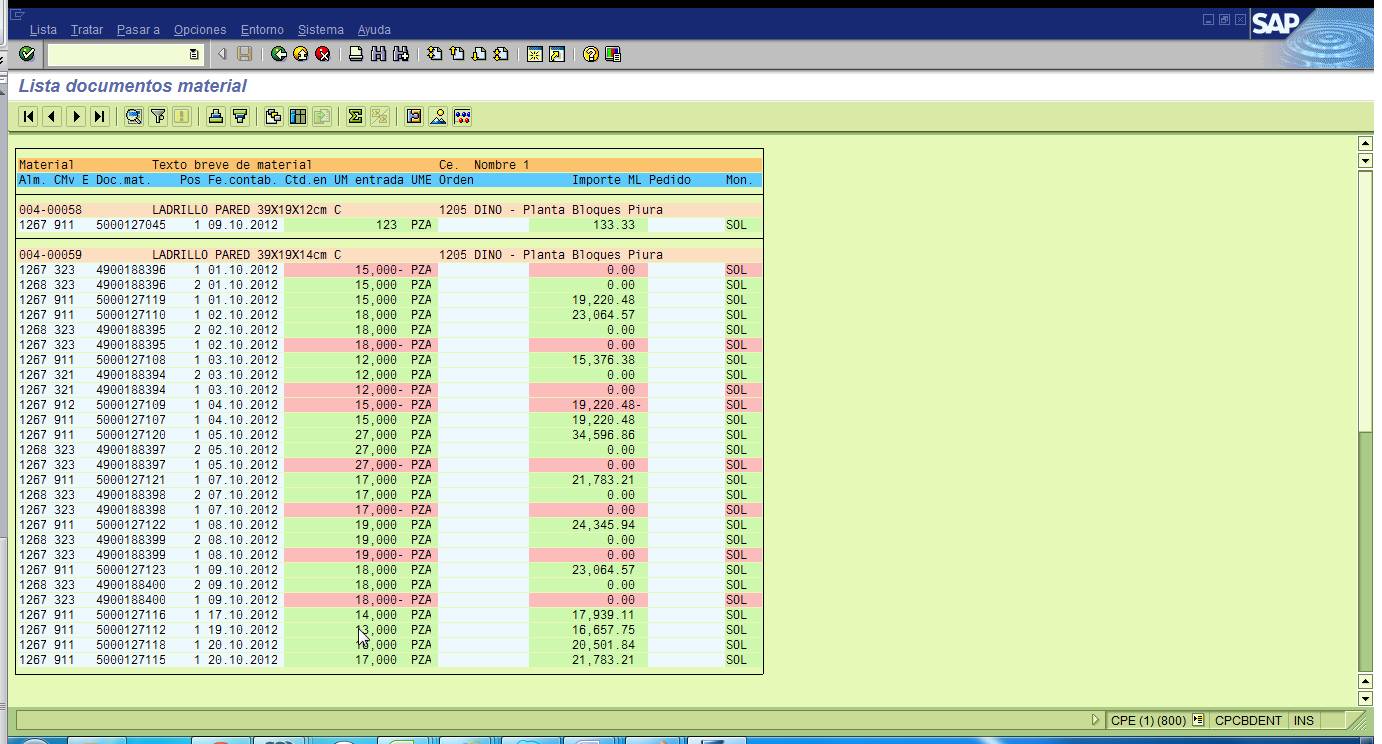 Lista Tratar Pasar a Opciones Entorno Sistema Ayuda
SAP
Lista documentos material
Material Texto breve de material Ce. Nombre 1
Alm. CMv E Doc.mat. Pos Fe.contab. Ctd.en UM entrada UME Orden Importe ML Pedido Mon.
004-00058 LADRILLO PARED 39X19X12cm C 1205 DINO - Planta Bloques Piura
1267 911 5000127045 1 09.10.2012 123 PZA 133.33 SOL
004-00059 LADRILLO PARED 39X19X14cm C 1205 DINO - Planta Bloques Piura
1267 323 4900188396 1 01.10.2012 15,000- PZA 0.00 SOL
1268 323 4900188396 2 01.10.2012 15,000 PZA 0.00 SOL
1267 911 5000127119 1 01.10.2012 15,000 PZA 19,220.48 SOL
1267 911 5000127110 1 02.10.2012 18,000 PZA 23,064.57 SOL
1268 323 4900188395 2 02.10.2012 18,000 PZA 0.00 SOL
1267 323 4900188395 1 02.10.2012 18,000- PZA 0.00 SOL
1267 911 5000127108 1 03.10.2012 12,000 PZA 15,376.38 SOL
1267 321 4900188394 2 03.10.2012 12,000 PZA 0.00 SOL
1267 321 4900188394 1 03.10.2012 12,000- PZA 0.00 SOL
1267 912 5000127109 1 04.10.2012 15,000- PZA 19,220.48- SOL
1267 911 5000127107 1 04.10.2012 15,000 PZA 19,220.48 SOL
1267 911 5000127120 1 05.10.2012 27,000 PZA 34,596.86 SOL
1268 323 4900188397 2 05.10.2012 27,000 PZA 0.00 SOL
1267 323 4900188397 1 05.10.2012 27,000- PZA 0.00 SOL
1267 911 5000127121 1 07.10.2012 17,000 PZA 21,783.21 SOL
1268 323 4900188398 2 07.10.2012 17,000 PZA 0.00 SOL
1267 323 4900188398 1 07.10.2012 17,000- PZA 0.00 SOL
1267 911 5000127122 1 08.10.2012 19,000 PZA 24,345.94 SOL
1268 323 4900188399 2 08.10.2012 19,000 PZA 0.00 SOL
1267 323 4900188399 1 08.10.2012 19,000- PZA 0.00 SOL
1267 911 5000127123 1 09.10.2012 18,000 PZA 23,064.57 SOL
1268 323 4900188400 2 09.10.2012 18,000 PZA 0.00 SOL
1267 323 4900188400 1 09.10.2012 18,000- PZA 0.00 SOL
1267 911 5000127116 1 17.10.2012 14,000 PZA 17,939.11 SOL
1267 911 5000127112 1 19.10.2012 13,000 PZA 16,657.75 SOL
1267 911 5000127118 1 20.10.2012 PZA 20,501.84 SOL
1267 911 5000127115 1 20.10.2012 17,000 PZA 21,783.21 SOL
CPE (1) (800) CPCBDENT INS